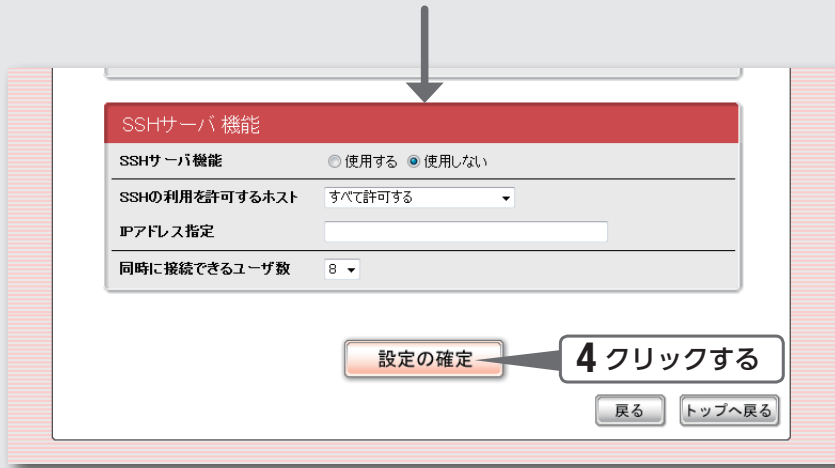 SSHサーバ 機能
SSHサーバ機能 使用する 使用しない
SSHの利用を許可するホスト すべて許可する
IPアドレス指定
同時に接続できるユーザ数 8
設定の確定
4 クリックする
戻る トップへ戻る